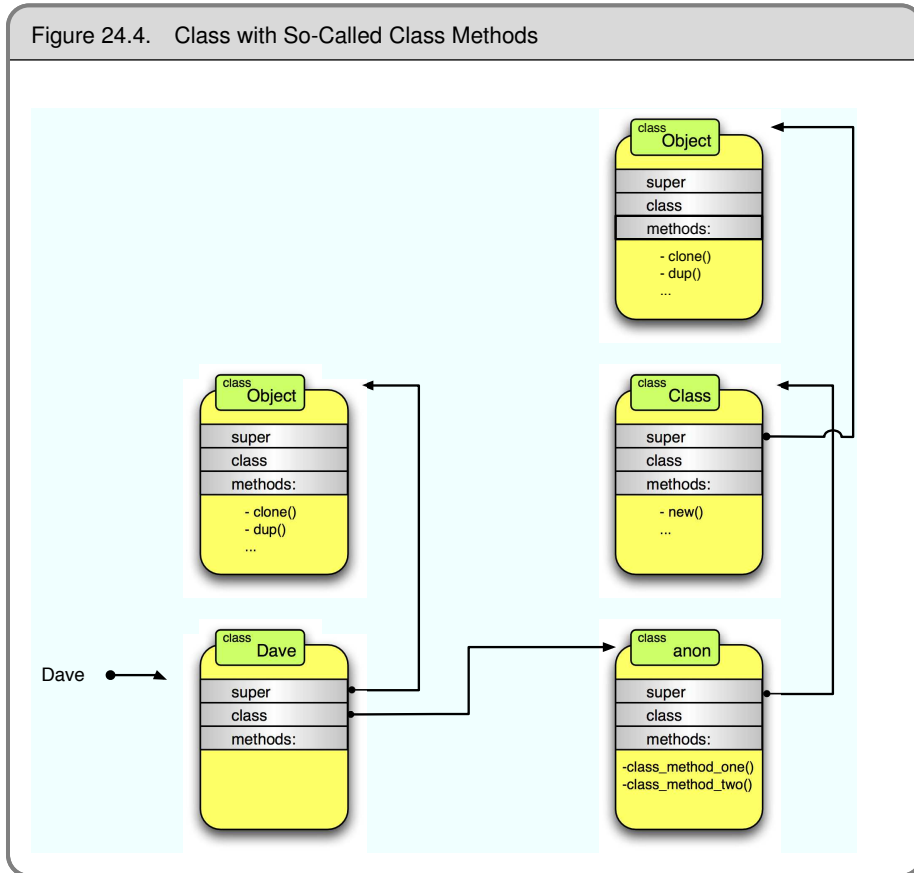 Figure 24.4. Class with So-Called Class Methods
class
Object
super
class
methods:
- clone()
- dup()
...
class
Object
super
class
methods:
- clone()
- dup()
...
class
Class
super
class
methods:
- new()
...
Dave
class
Dave
super
class
methods:
class
anon
super
class
methods:
-class_method_one()
-class_method_two()